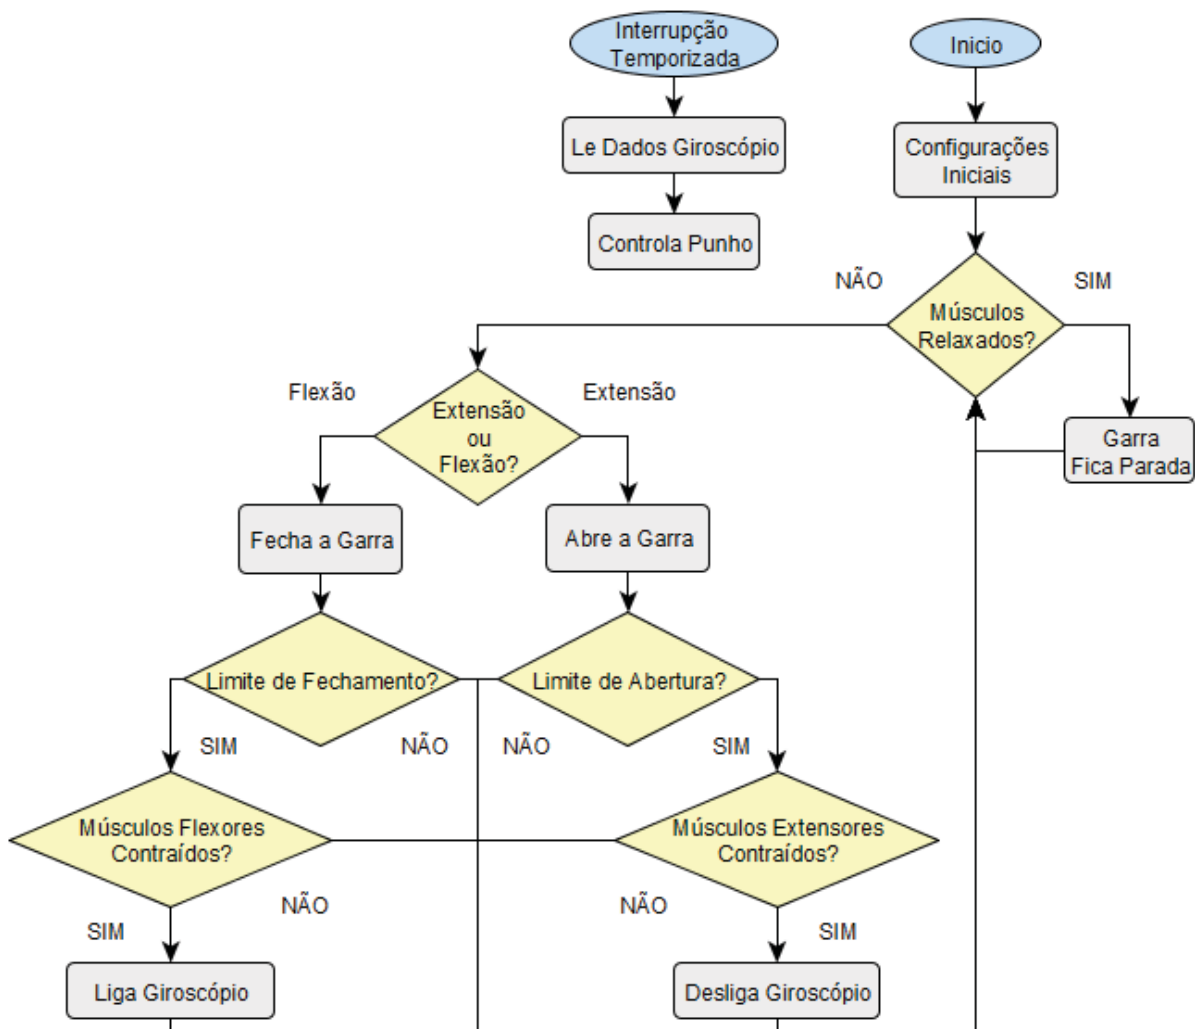 Interrupção
Temporizada
Inicio
Le Dados Giroscópio
Configurações
Iniciais
Controla Punho
NÃO
SIM
Músculos
Relaxados?
Flexão
Extensão
Extensão
ou
Flexão?
Garra
Fica Parada
Fecha a Garra
Abre a Garra
Limite de Fechamento?
Limite de Abertura?
SIM
NÃO
NÃO
SIM
Músculos Flexores
Contraídos?
Músculos Extensores
Contraídos?
NÃO
NÃO
SIM
SIM
Liga Giroscópio
Desliga Giroscópio